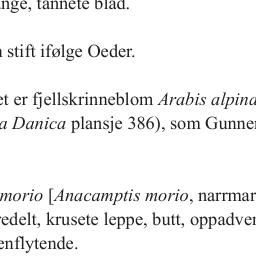 nge, tannete blad.
stift ifølge Oeder.
et er fjellskrinneblom Arabis alpina
a Danica plansje 386), som Gunner
morio [Anacamptis morio, narrmar
edelt, krusete leppe, butt, oppadver
enflytende.